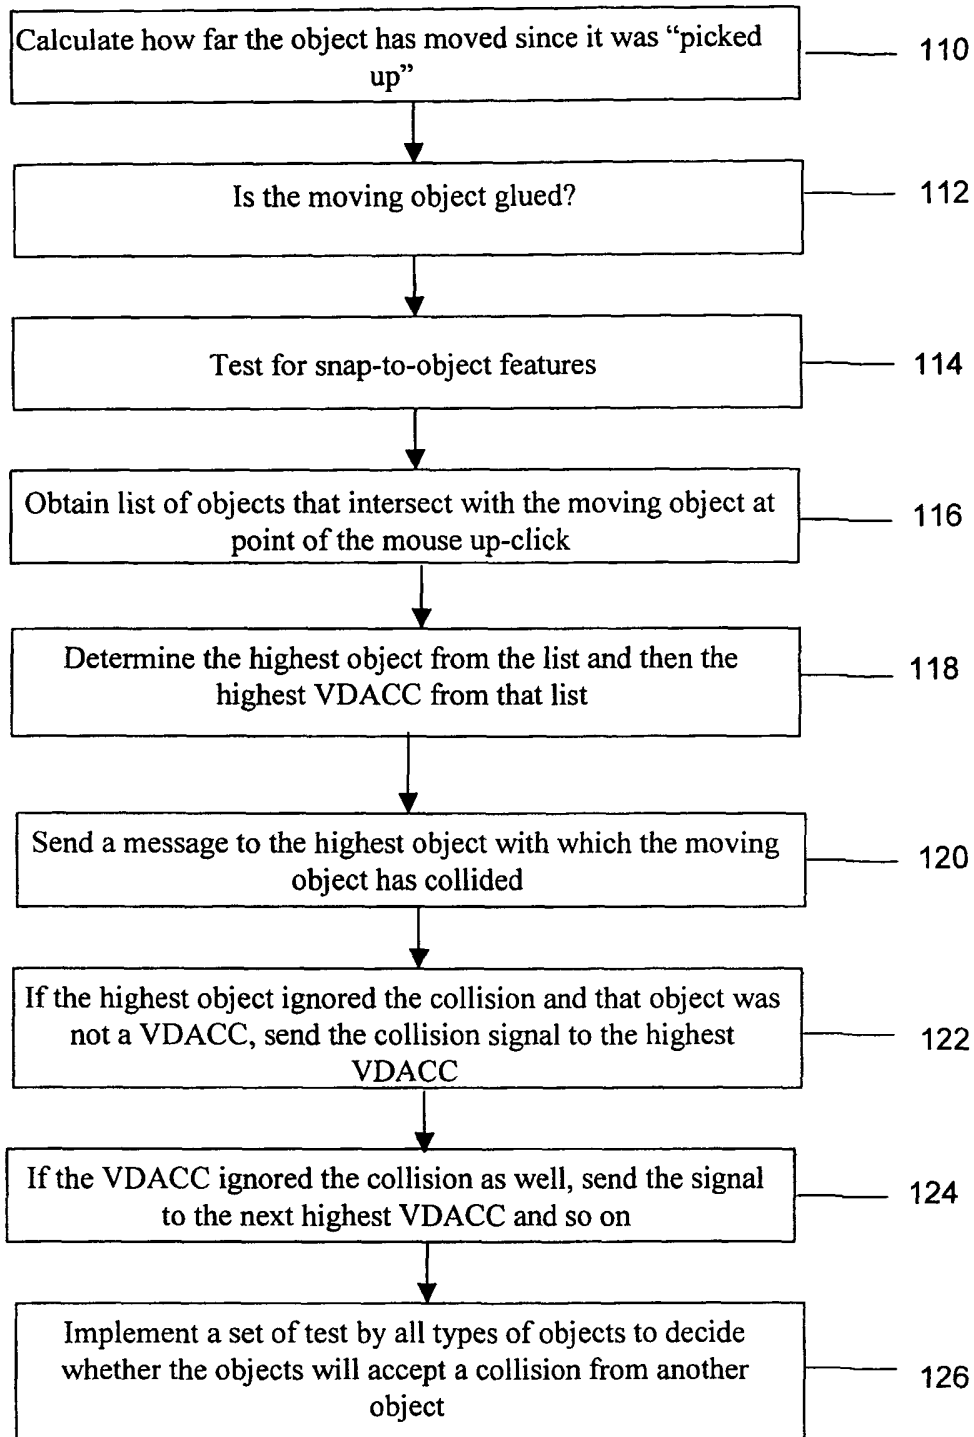 Calculate how far the object has moved since it was “picked
up”
110
Is the moving object glued?
112
Test for snap-to-object features
114
Obtain list of objects that intersect with the moving object at
point of the mouse up-click
116
Determine the highest object from the list and then the
highest VDACC from that list
118
Send a message to the highest object with which the moving
object has collided
120
If the highest object ignored the collision and that object was
not a VDACC, send the collision signal to the highest
VDACC
122
If the VDACC ignored the collision as well, send the signal
to the next highest VDACC and so on
124
Implement a set of test by all types of objects to decide
whether the objects will accept a collision from another
object
126